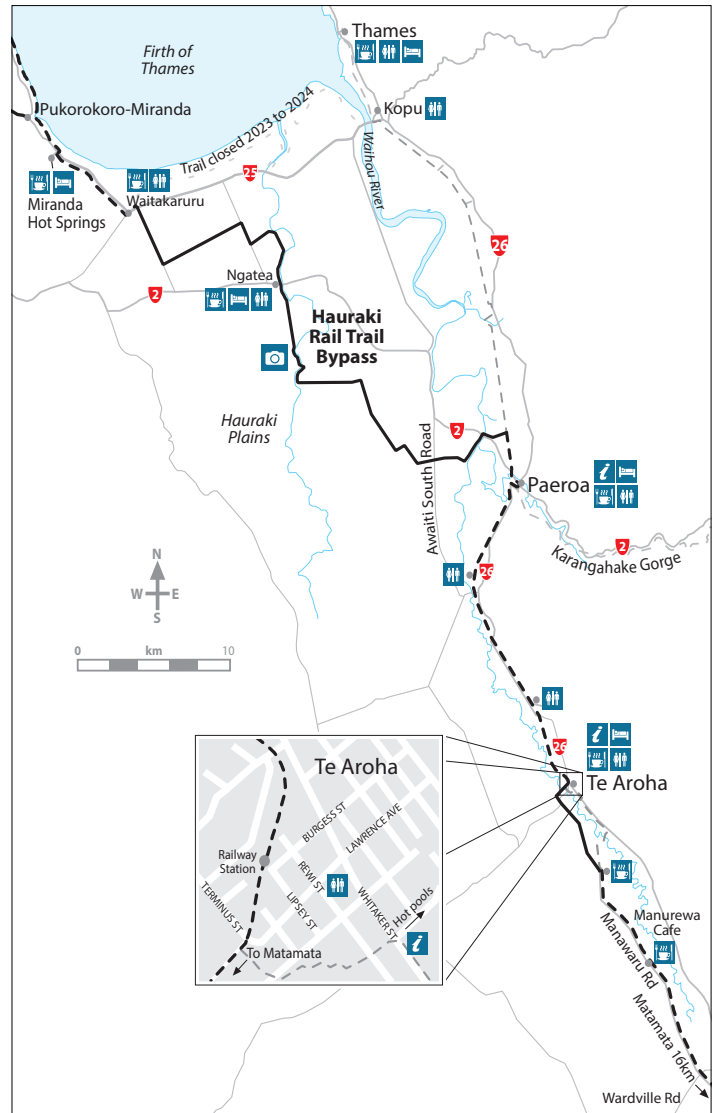 Firth of
Thames
Thames
Pukorokoro-Miranda
Kopu
Trail closed 2023 to 2024
25
Waihou River
Miranda
Hot Springs
Waitakaruru
26
Ngatea
2
Hauraki
Rail Trail
Bypass
Hauraki
Plains
2
Awaiti South Road
i
Paeroa
2
Karangahake Gorge
26
N
W
E
S
0
km
10
i
26
Te Aroha
Te Aroha
BURGESS ST
LAWRENCE AVE
Railway
Station
REWI ST
TERMINUS ST
LIPSEY ST
WHITAKER ST
Hot pools
i
To Matamata
Manurewa
Cafe
Manawaru Rd
Matamata 16km
Wardville Rd